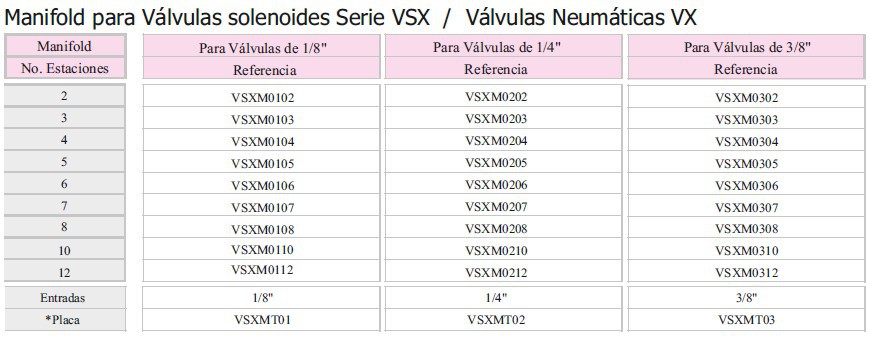 Manifold para Válvulas solenoides Serie VSX / Válvulas Neumáticas VX
Manifold Para Válvulas de 1/8" Para Válvulas de 1/4" Para Válvulas de 3/8"
No. Estaciones Referencia Referencia Referencia
2 VSXM0102 VSXM0202 VSXM0302
3 VSXM0103 VSXM0203 VSXM0303
4 VSXM0104 VSXM0204 VSXM0304
5 VSXM0105 VSXM0205 VSXM0305
6 VSXM0106 VSXM0206 VSXM0306
7 VSXM0107 VSXM0207 VSXM0307
8 VSXM0108 VSXM0208 VSXM0308
10 VSXM0110 VSXM0210 VSXM0310
12 VSXM0112 VSXM0212 VSXM0312
Entradas 1/8" 1/4" 3/8"
*Placa VSXMT01 VSXMT02 VSXMT03